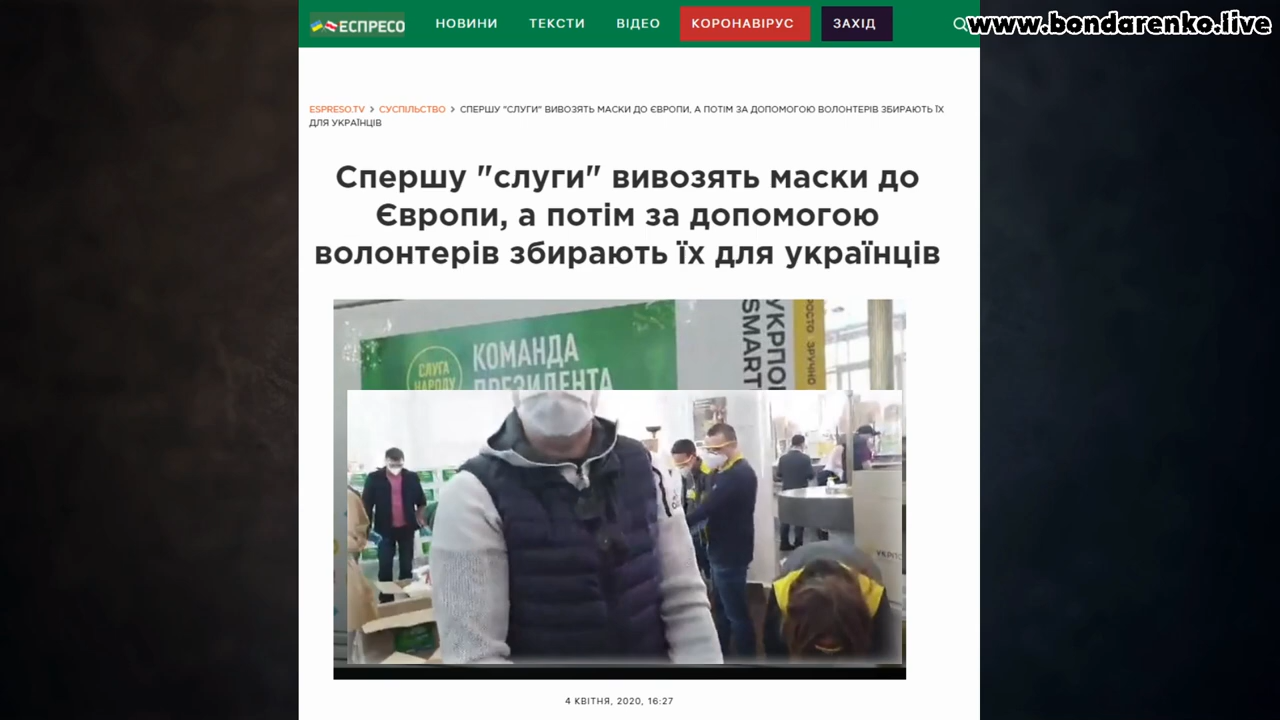 ЕСПРЕСО НОВИНИ ТЕКСТИ ВІДЕО КОРОНАВІРУС ЗАХІД
www.bondarenko.live
ESPRESO.TV > СУСПІЛЬСТВО > СПЕРШУ "СЛУГИ" ВИВОЗЯТЬ МАСКИ ДО ЄВРОПИ, А ПОТІМ ЗА ДОПОМОГОЮ ВОЛОНТЕРІВ ЗБИРАЮТЬ ЇХ
ДЛЯ УКРАЇНЦІВ
Спершу "слуги" вивозять маски до
Європи, а потім за допомогою
волонтерів збирають їх для українців
СЛУГА
НАРОДУ
КОМАНДА
ПРЕЗИДЕНТА
SMART
4 КВІТНЯ, 2020, 16:27